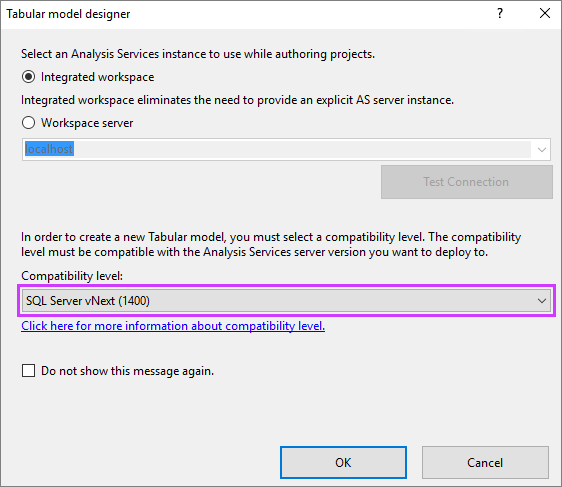 Tabular model designer
Select an Analysis Services instance to use while authoring projects.
Integrated workspace
Integrated workspace eliminates the need to provide an explicit AS server instance.
Workspace server
localhost
Test Connection
In order to create a new Tabular model, you must select a compatibility level. The compatibility
level must be compatible with the Analysis Services server version you want to deploy to.
Compatibility level:
SQL Server vNext (1400)
Click here for more information about compatibility level.
Do not show this message again.
OK
Cancel